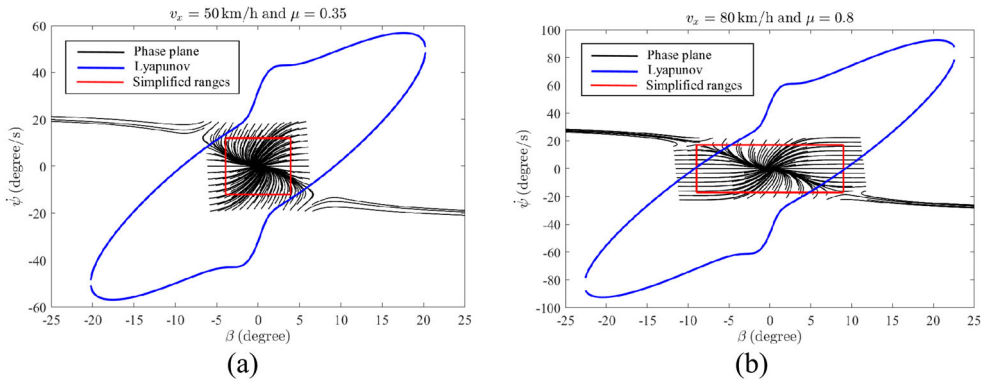 v_x = 50 km/h and μ = 0.35
Phase plane
Lyapunov
Simplified ranges
60
40
20
0
-20
-40
-60
ψ̇ (degree/s)
-25 -20 -15 -10 -5 0 5 10 15 20 25
β (degree)
(a)
v_x = 80 km/h and μ = 0.8
Phase plane
Lyapunov
Simplified ranges
100
80
60
40
20
0
-20
-40
-60
-80
-100
ψ̇ (degree/s)
-25 -20 -15 -10 -5 0 5 10 15 20 25
β (degree)
(b)